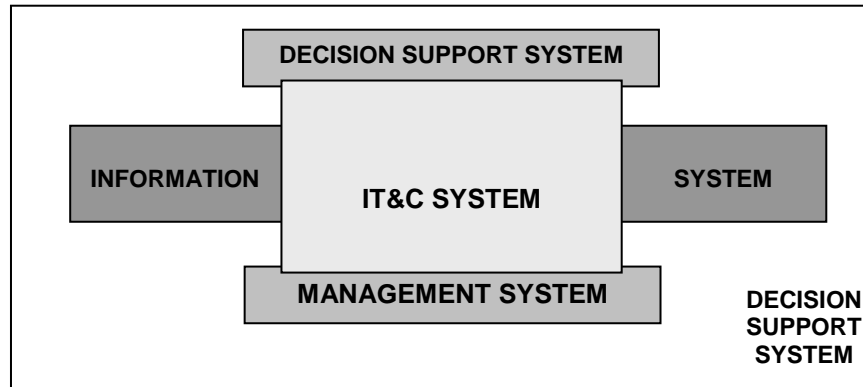 DECISION SUPPORT SYSTEM
INFORMATION
IT&C SYSTEM
SYSTEM
MANAGEMENT SYSTEM
DECISION
SUPPORT
SYSTEM